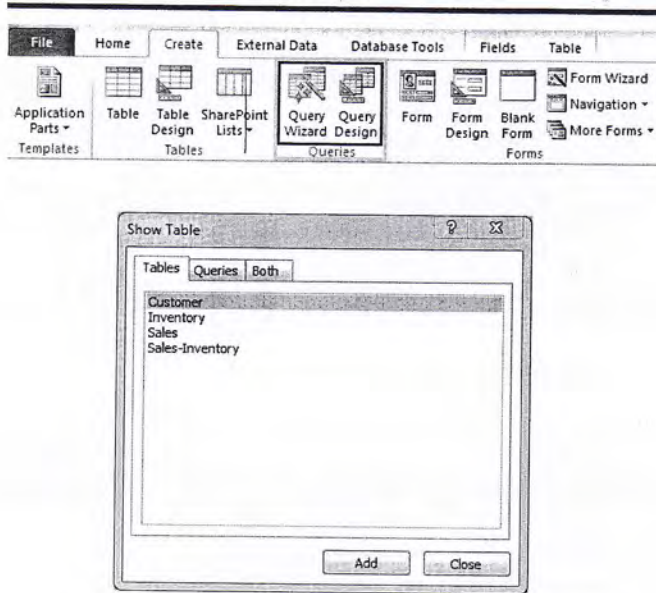 File Home Create External Data Database Tools Fields Table
Application Parts Table Table Design SharePoint Lists Query Wizard Query Design Form Form Design Blank Form Form Wizard
Navigation
More Forms
Templates Tables Queries Forms
Show Table
Tables Queries Both
Customer
Inventory
Sales
Sales-Inventory
Add Close